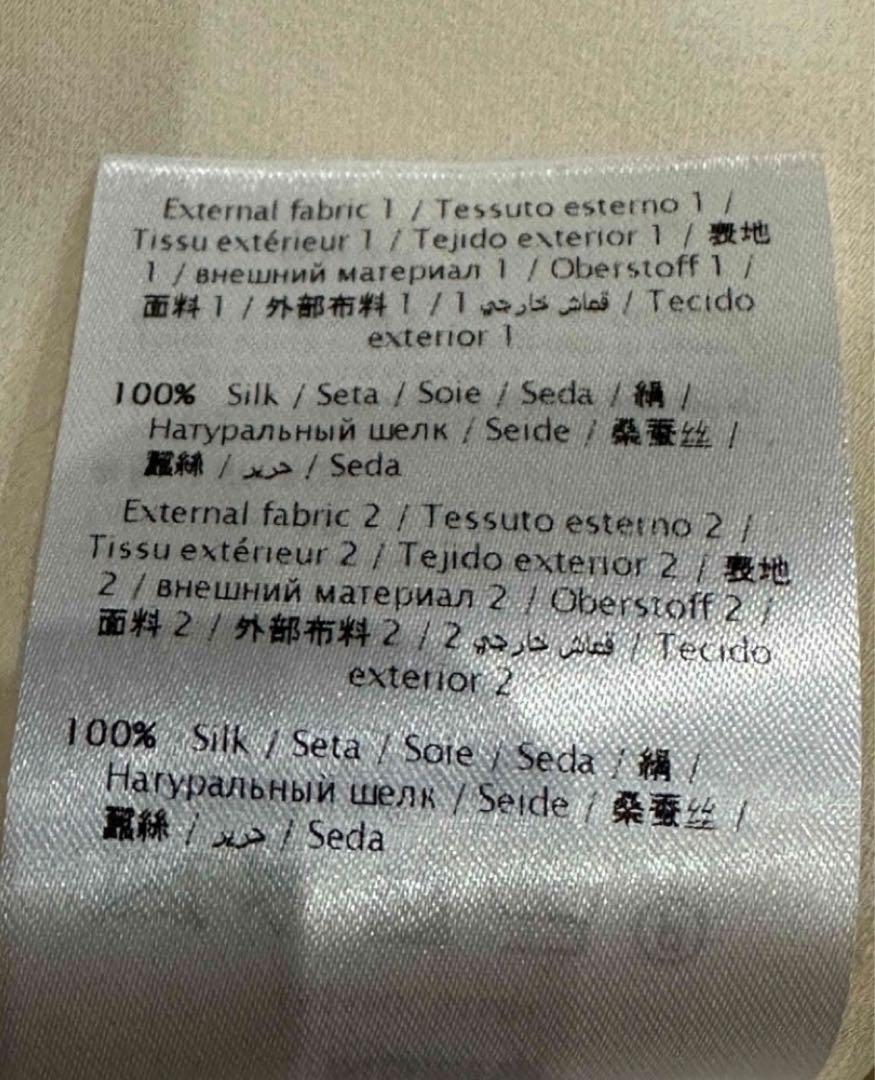 External fabric 1 / Tessuto esterno 1 /
Tissu extérieur 1 / Tejido exterior 1 / 表地
1 / внешний материал 1 / Oberstoff 1 /
面料 1 / 外部布料 1 / 1 قماش خارجي / Tecido
exterior 1
100% Silk / Seta / Soie / Seda / 絹 /
Натуральный шелк / Seide / 桑蚕丝 /
蠶絲 / حرير / Seda
External fabric 2 / Tessuto esterno 2 /
Tissu extérieur 2 / Tejido exterior 2 / 表地
2 / внешний материал 2 / Oberstoff 2 /
面料 2 / 外部布料 2 / 2 قماش خارجي / Tecido
exterior 2
100% Silk / Seta / Soie / Seda / 絹 /
Натуральный шелк / Seide / 桑蚕丝 /
蠶絲 / حرير / Seda